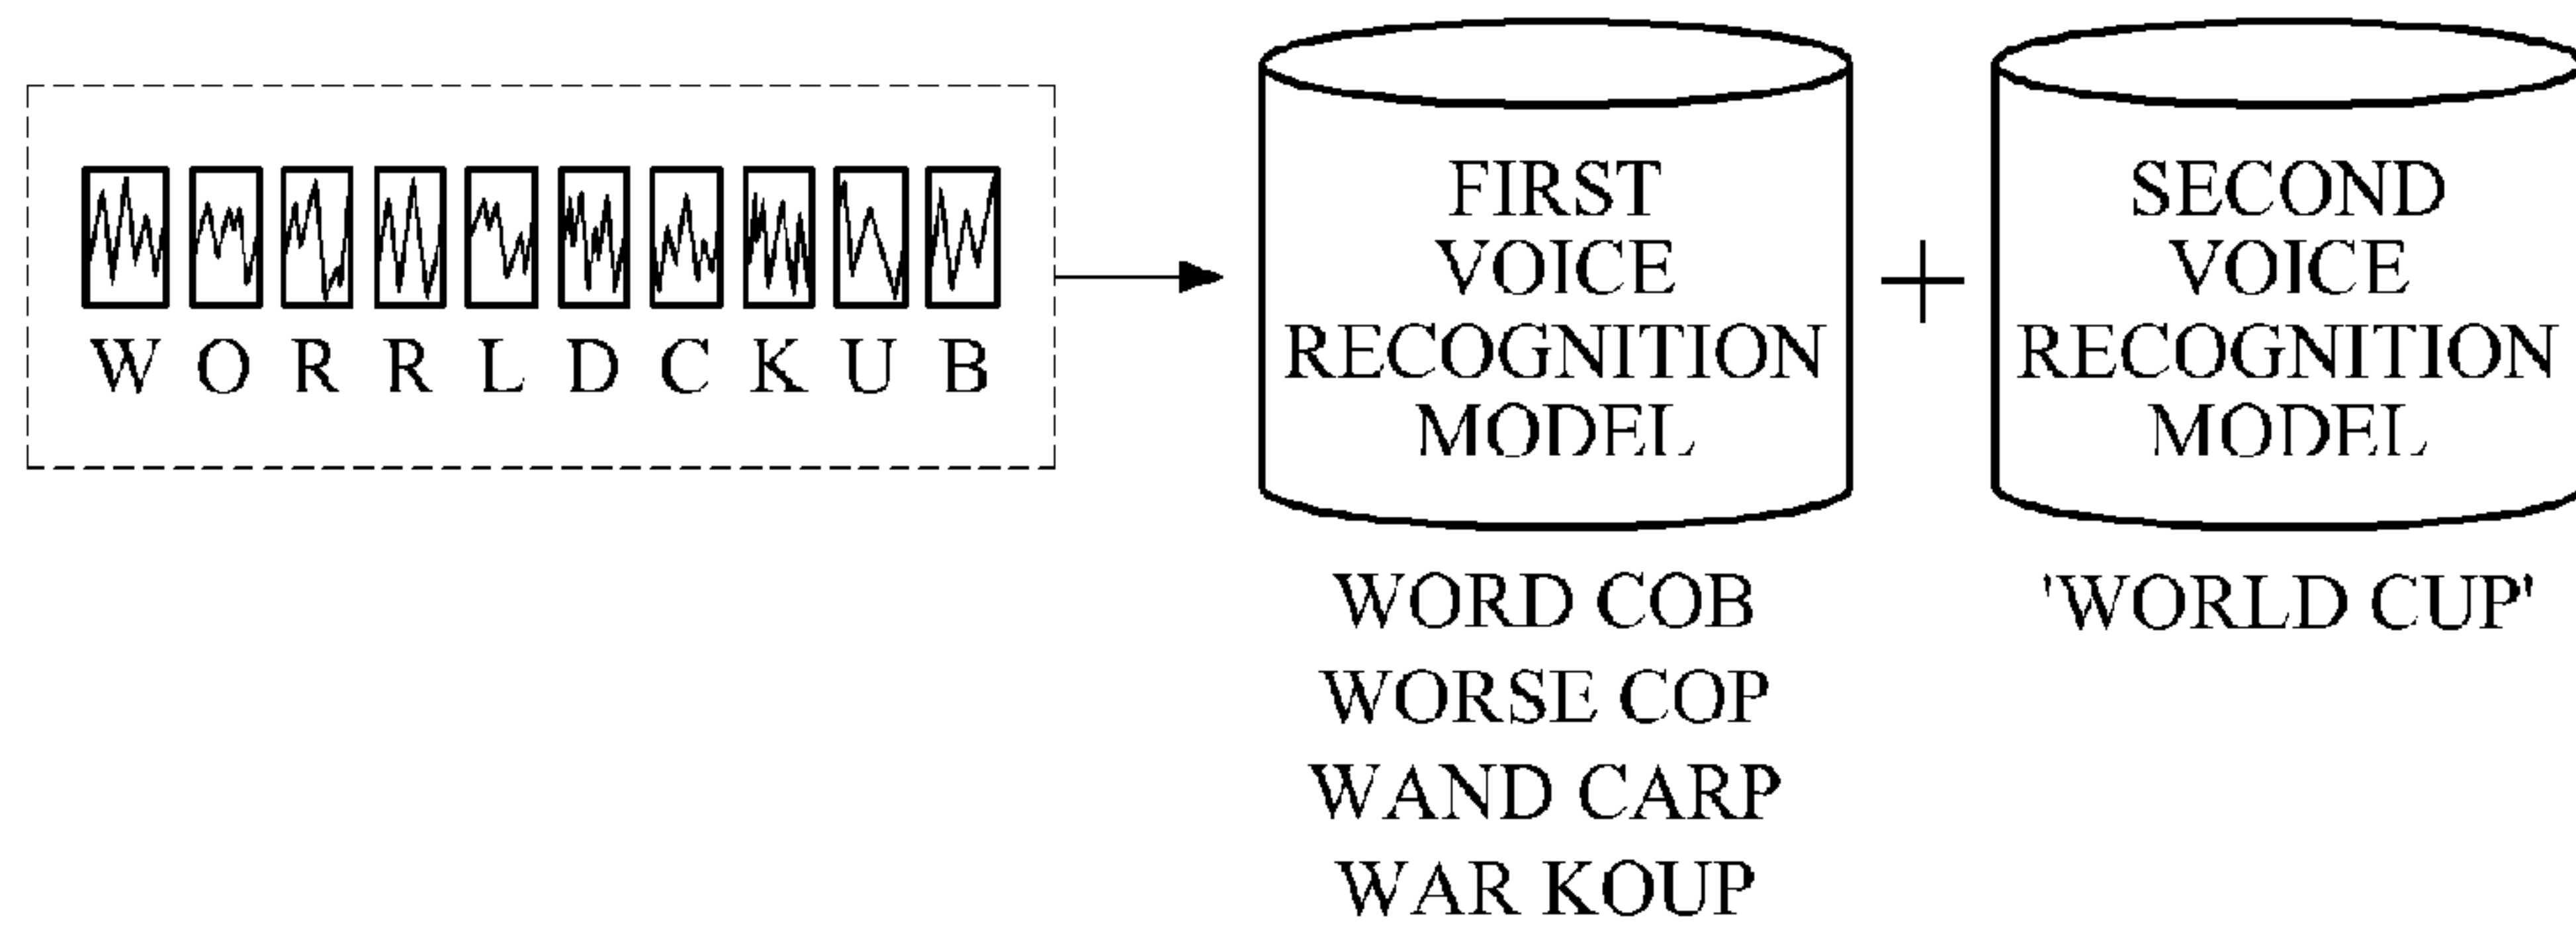 W O R R L D C K U B
FIRST
VOICE
RECOGNITION
MODEL
+
SECOND
VOICE
RECOGNITION
MODEL
WORD COB
WORSE COP
WAND CARP
WAR KOUP
'WORLD CUP'